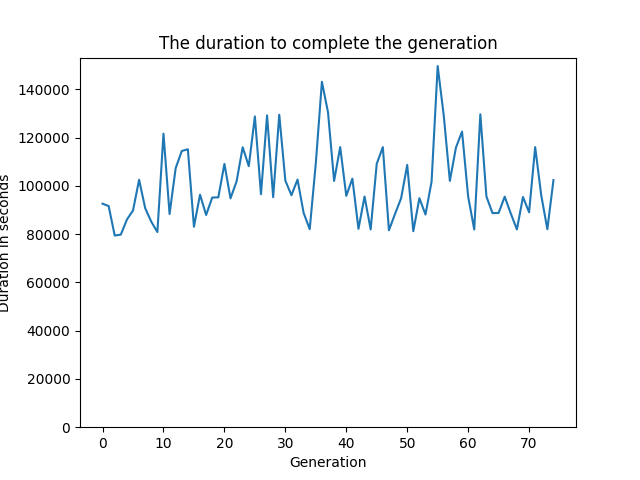 The duration to complete the generation
140000
120000
100000
80000
60000
40000
20000
0
Duration in seconds
0 10 20 30 40 50 60 70
Generation